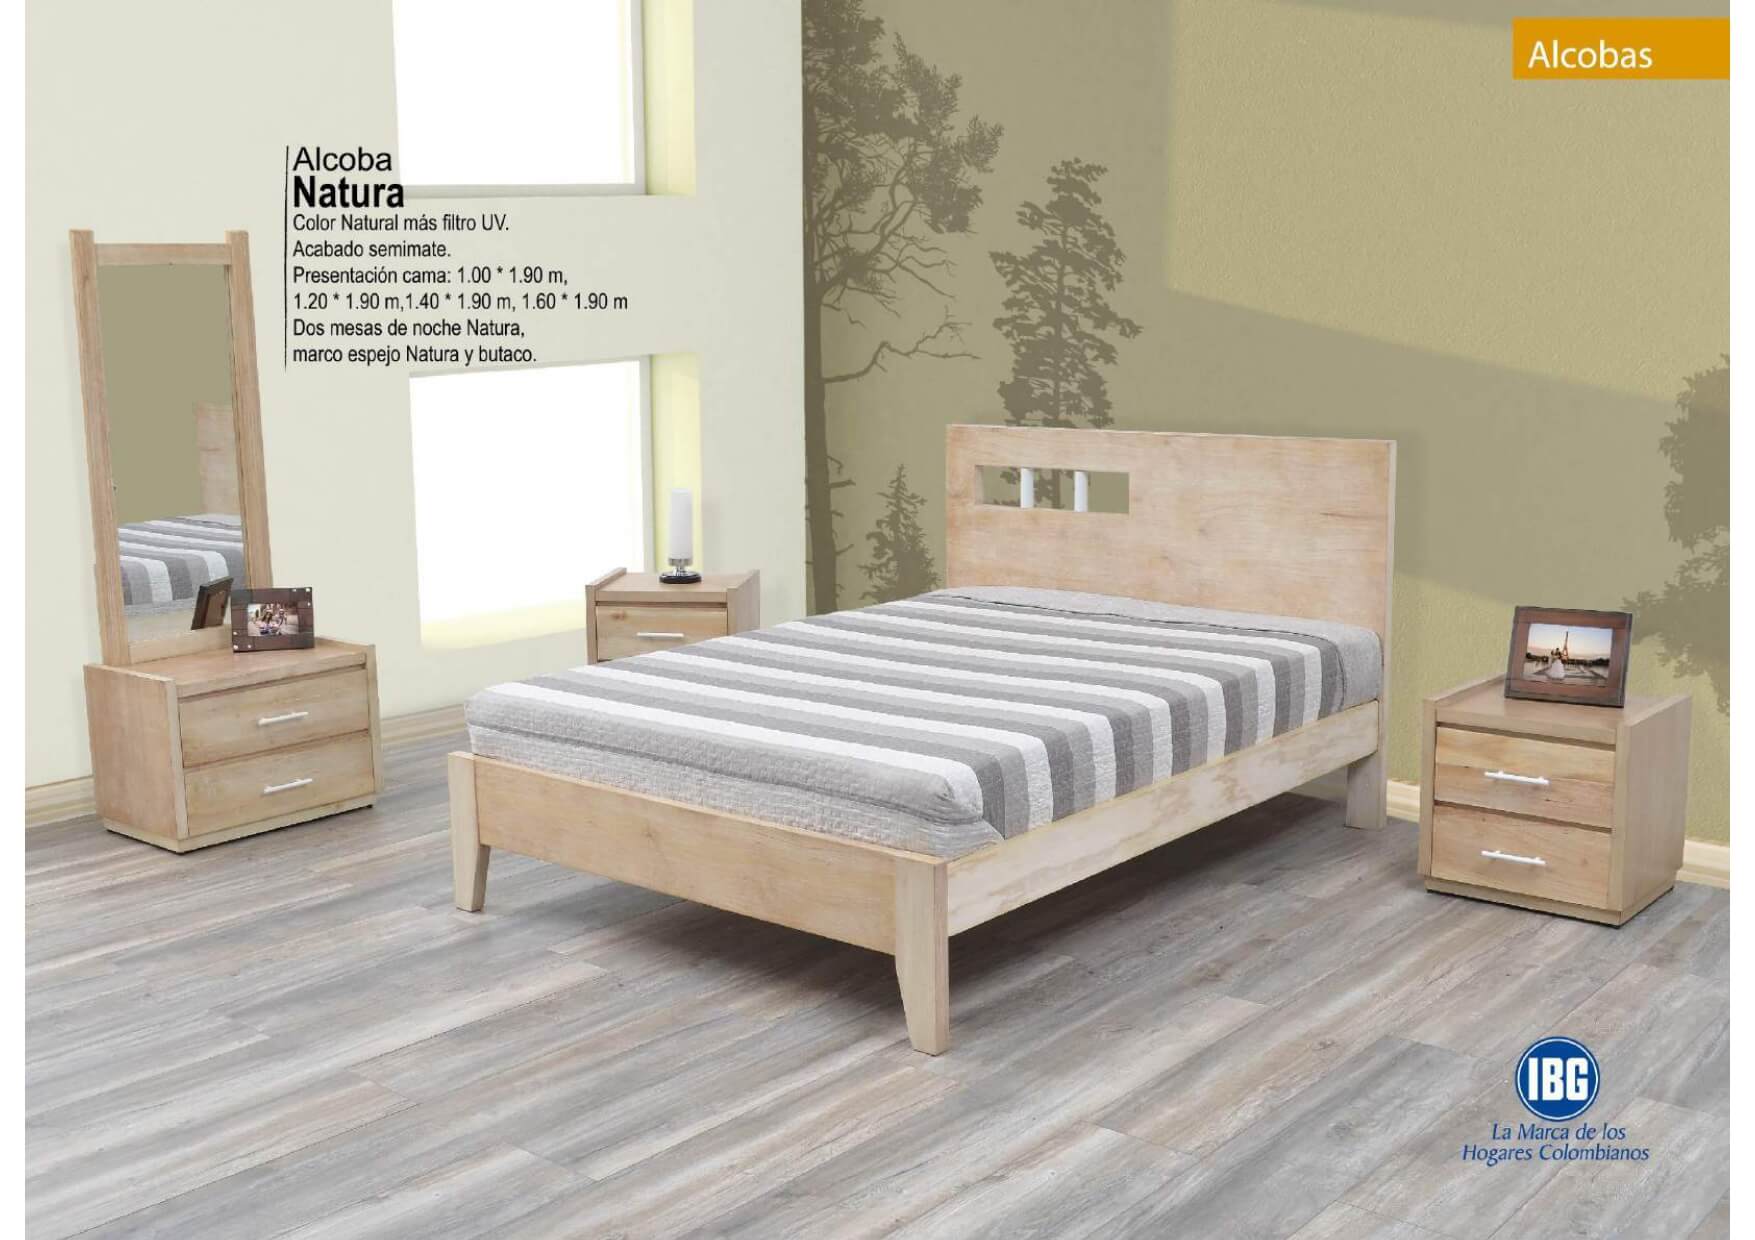 Alcobas
Alcoba
Natura
Color Natural más filtro UV.
Acabado semimate.
Presentación cama: 1.00 * 1.90 m,
1.20 * 1.90 m,1.40 * 1.90 m, 1.60 * 1.90 m
Dos mesas de noche Natura,
marco espejo Natura y butaco.
IBG
La Marca de los
Hogares Colombianos